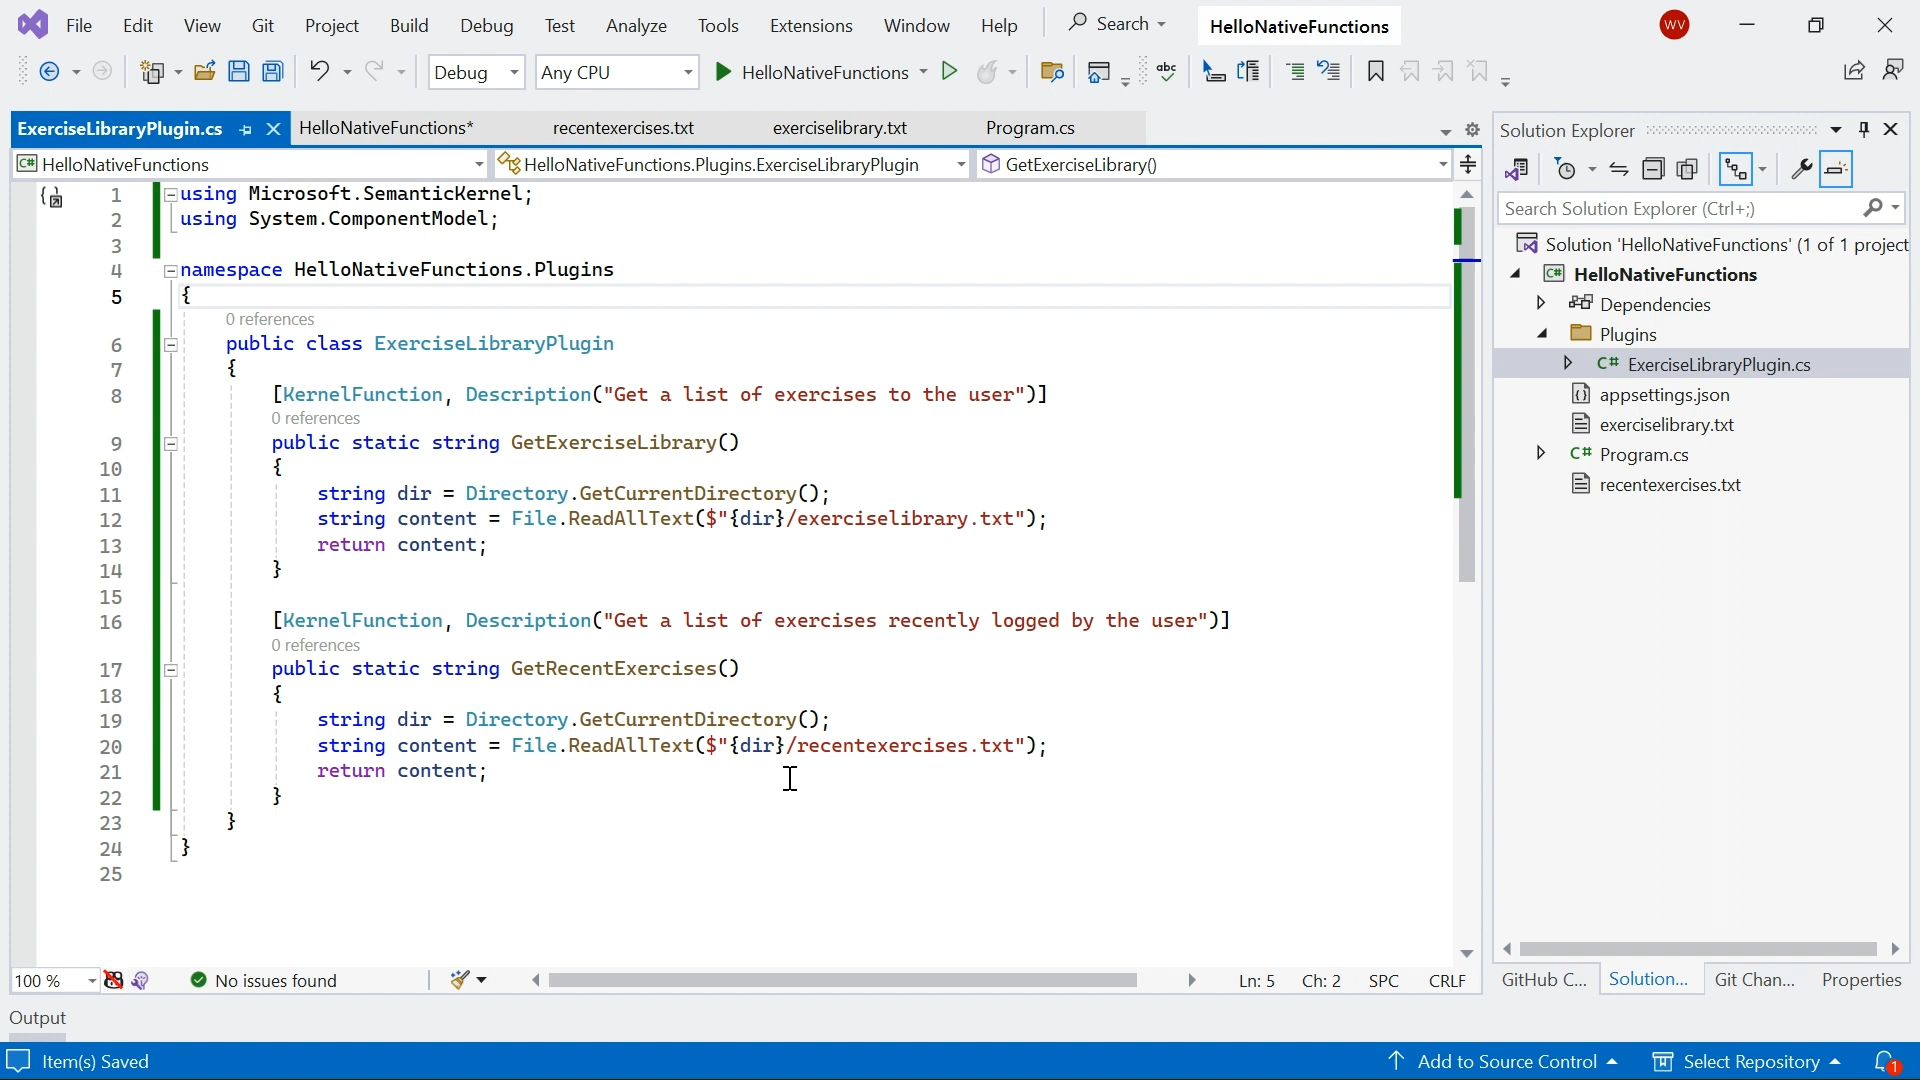 File Edit View Git Project Build Debug Test Analyze Tools Extensions Window Help Search HelloNativeFunctions WV
Debug Any CPU HelloNativeFunctions abc
ExerciseLibraryPlugin.cs HelloNativeFunctions* recentexercises.txt exerciselibrary.txt Program.cs
C# HelloNativeFunctions HelloNativeFunctions.Plugins.ExerciseLibraryPlugin GetExerciseLibrary()
1 using Microsoft.SemanticKernel;
2 using System.ComponentModel;
3
4 namespace HelloNativeFunctions.Plugins
5 {
0 references
6 public class ExerciseLibraryPlugin
7 {
8 [KernelFunction, Description("Get a list of exercises to the user")]
0 references
9 public static string GetExerciseLibrary()
10 {
11 string dir = Directory.GetCurrentDirectory();
12 string content = File.ReadAllText($"{dir}/exerciselibrary.txt");
13 return content;
14 }
15
16 [KernelFunction, Description("Get a list of exercises recently logged by the user")]
0 references
17 public static string GetRecentExercises()
18 {
19 string dir = Directory.GetCurrentDirectory();
20 string content = File.ReadAllText($"{dir}/recentexercises.txt");
21 return content;
22 }
23 }
24 }
25
100 % No issues found Ln: 5 Ch: 2 SPC CRLF
Solution Explorer
Search Solution Explorer (Ctrl+;)
Solution 'HelloNativeFunctions' (1 of 1 project
C# HelloNativeFunctions
Dependencies
Plugins
C# ExerciseLibraryPlugin.cs
appsettings.json
exerciselibrary.txt
C# Program.cs
recentexercises.txt
GitHub C... Solution... Git Chan... Properties
Output
Item(s) Saved Add to Source Control Select Repository 1